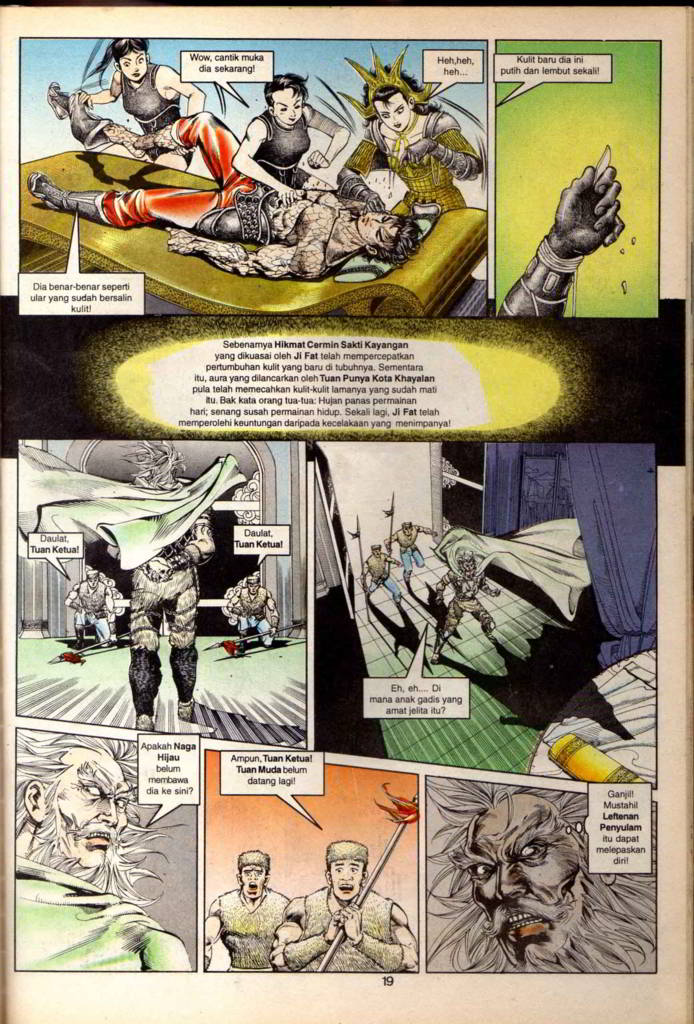 Wow, cantik muka
dia sekarang!
Heh,heh,
heh...
Dia benar-benar seperti
ular yang sudah bersalin
kulit!
Kulit baru dia ini
putih dan lembut sekali!
Sebenarnya Hikmat Cermin Sakti Kayangan
yang dikuasai oleh Ji Fat telah mempercepatkan
pertumbuhan kulit yang baru di tubuhnya. Sementara
itu, aura yang dilancarkan oleh Tuan Punya Kota Khayalan
pula telah memecahkan kulit-kulit lamanya yang sudah mati
itu. Bak kata orang tua-tua: Hujan panas permainan
hari; senang susah permainan hidup. Sekali lagi, Ji Fat telah
memperolehi keuntungan daripada kecelakaan yang menimpanya!
Daulat,
Tuan Ketua!
Daulat,
Tuan Ketua!
Eh, eh.... Di
mana anak gadis yang
amat jelita itu?
Apakah Naga
Hijau
belum
membawa
dia ke sini?
Ampun, Tuan Ketua!
Tuan Muda belum
datang lagi!
Ganjil!
Mustahil
Leftenan
Penyulam
itu dapat
melepaskan
diri!
19